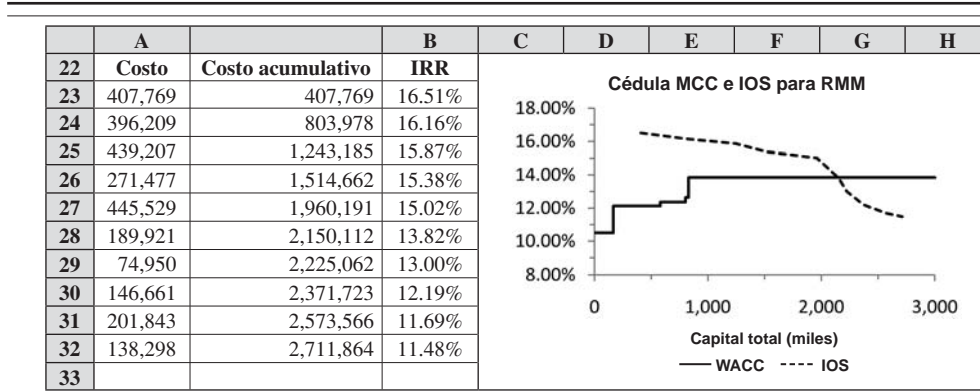 A B C D E F G H
22 Costo Costo acumulativo IRR
23 407,769 407,769 16.51%
24 396,209 803,978 16.16%
25 439,207 1,243,185 15.87%
26 271,477 1,514,662 15.38%
27 445,529 1,960,191 15.02%
28 189,921 2,150,112 13.82%
29 74,950 2,225,062 13.00%
30 146,661 2,371,723 12.19%
31 201,843 2,573,566 11.69%
32 138,298 2,711,864 11.48%
33
Cédula MCC e IOS para RMM
18.00%
16.00%
14.00%
12.00%
10.00%
8.00%
0 1,000 2,000 3,000
Capital total (miles)
WACC IOS